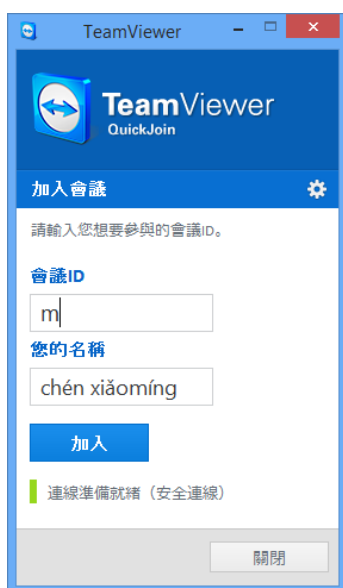 TeamViewer
TeamViewer
QuickJoin
加入會議
請輸入您想要參與的會議ID。
會議ID
m
您的名稱
chén xiǎomíng
加入
連線準備就緒（安全連線）
關閉